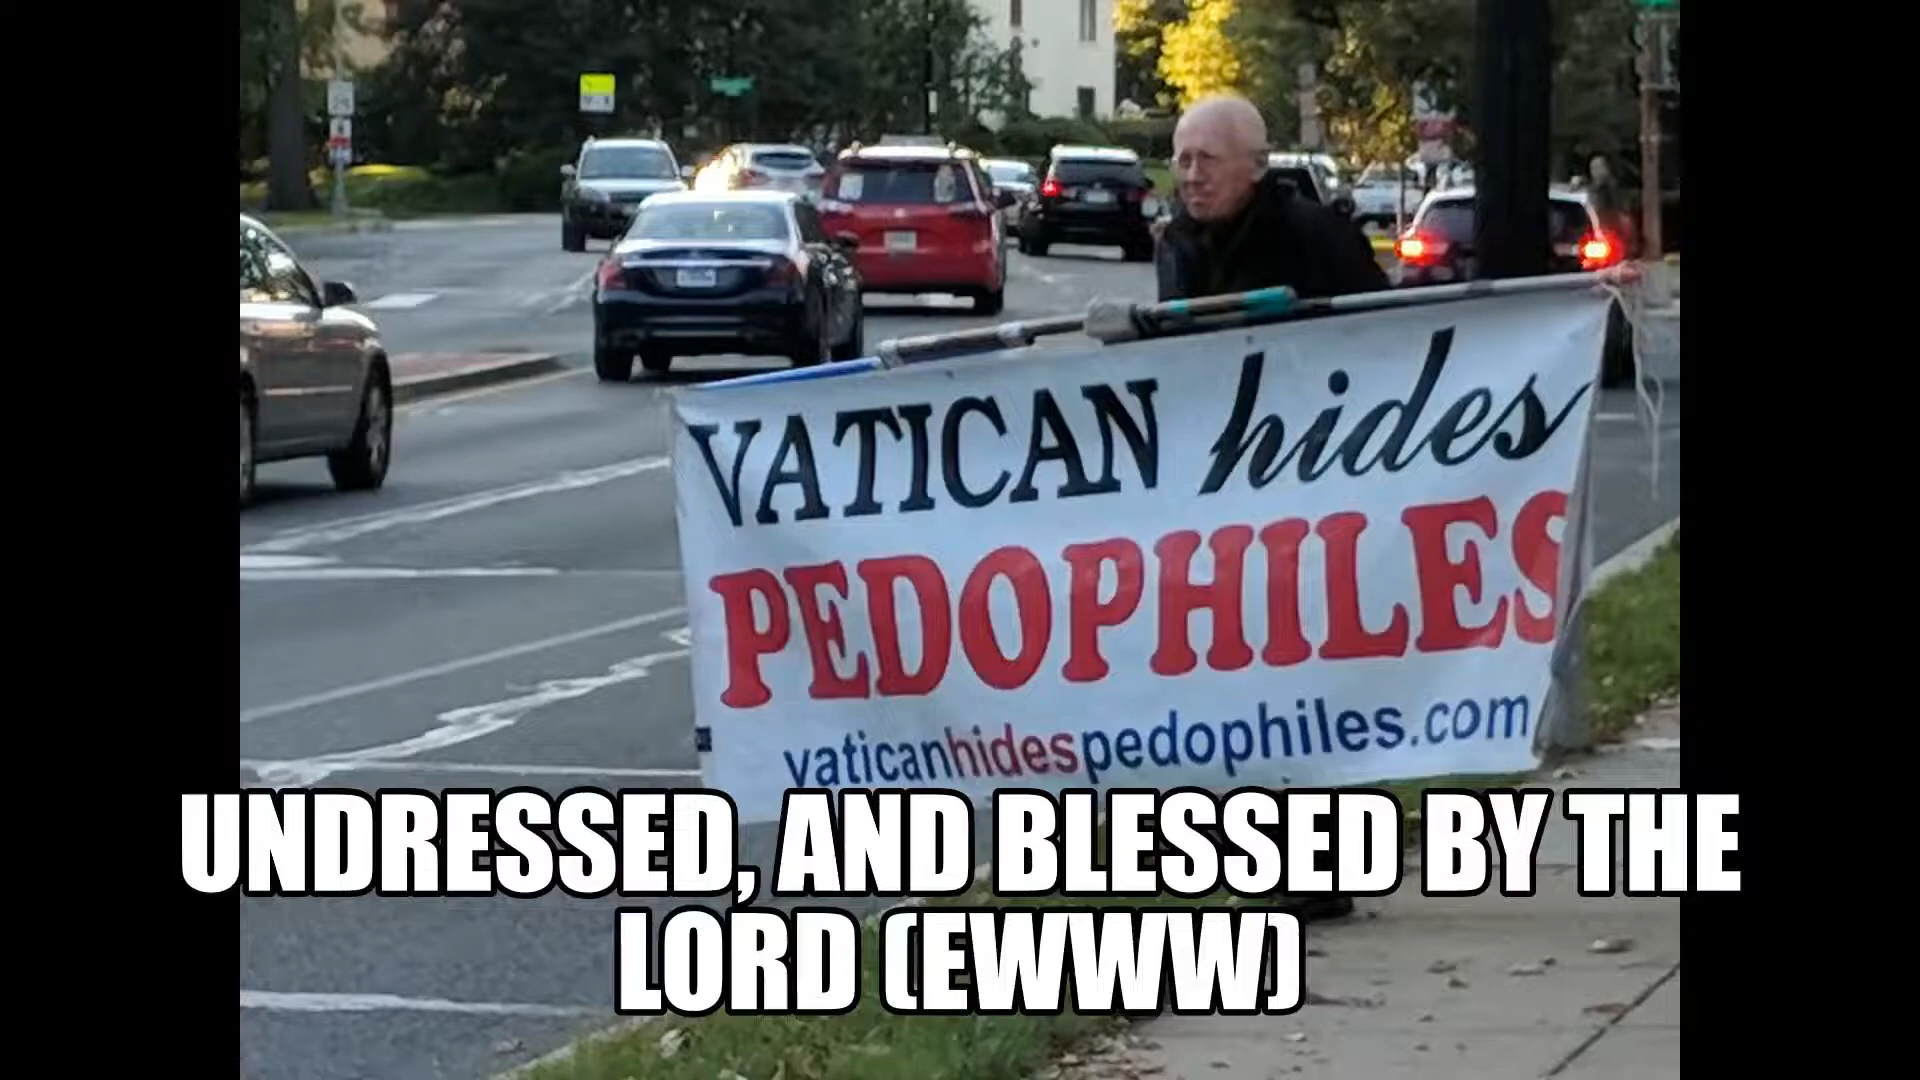 VATICAN hides
PEDOPHILES
vaticanhidespedophiles.com
UNDRESSED, AND BLESSED BY THE
LORD (EWWW)